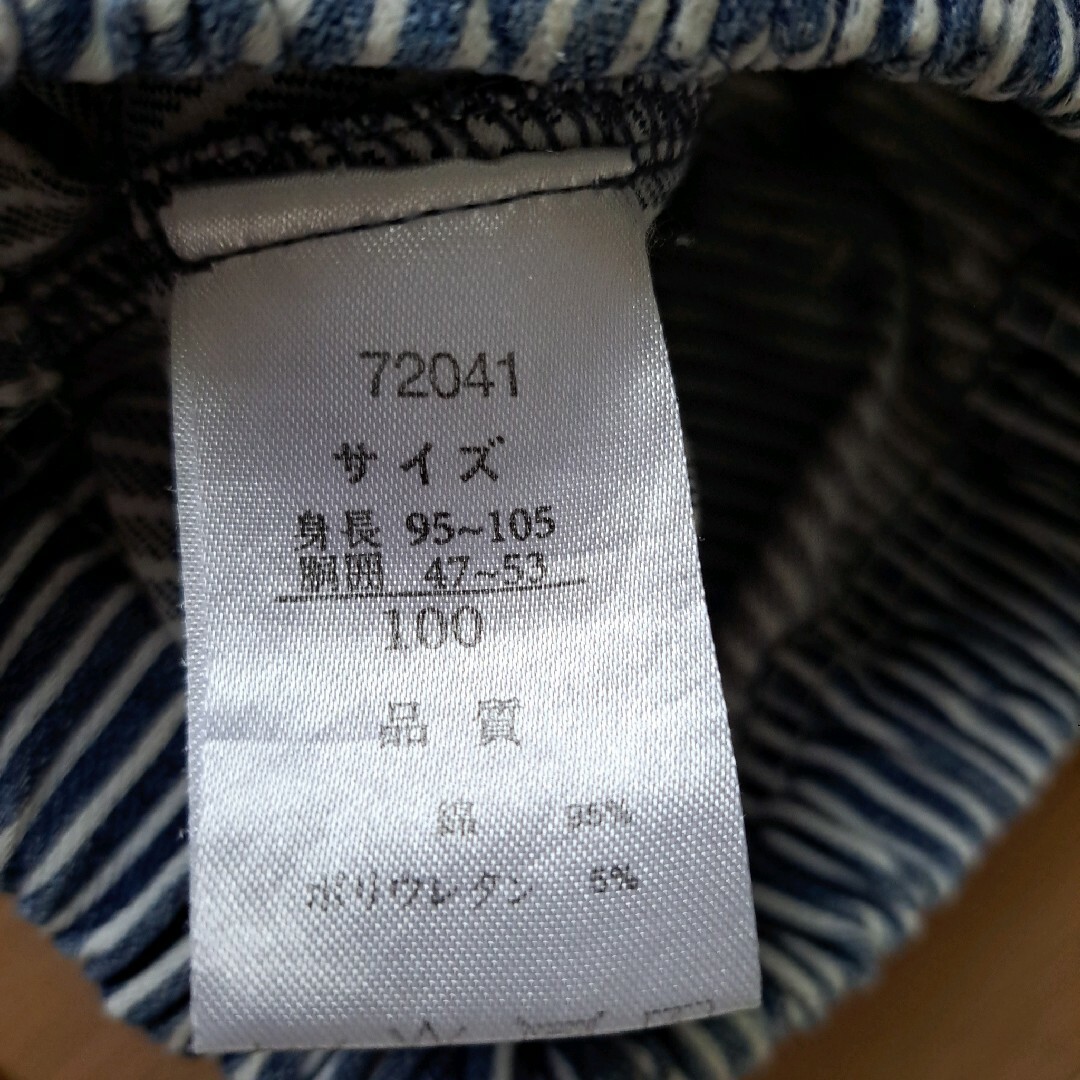 72041
サイズ
身長 95~105
胴囲 47~53
100
品質
綿 95%
ポリウレタン 5%